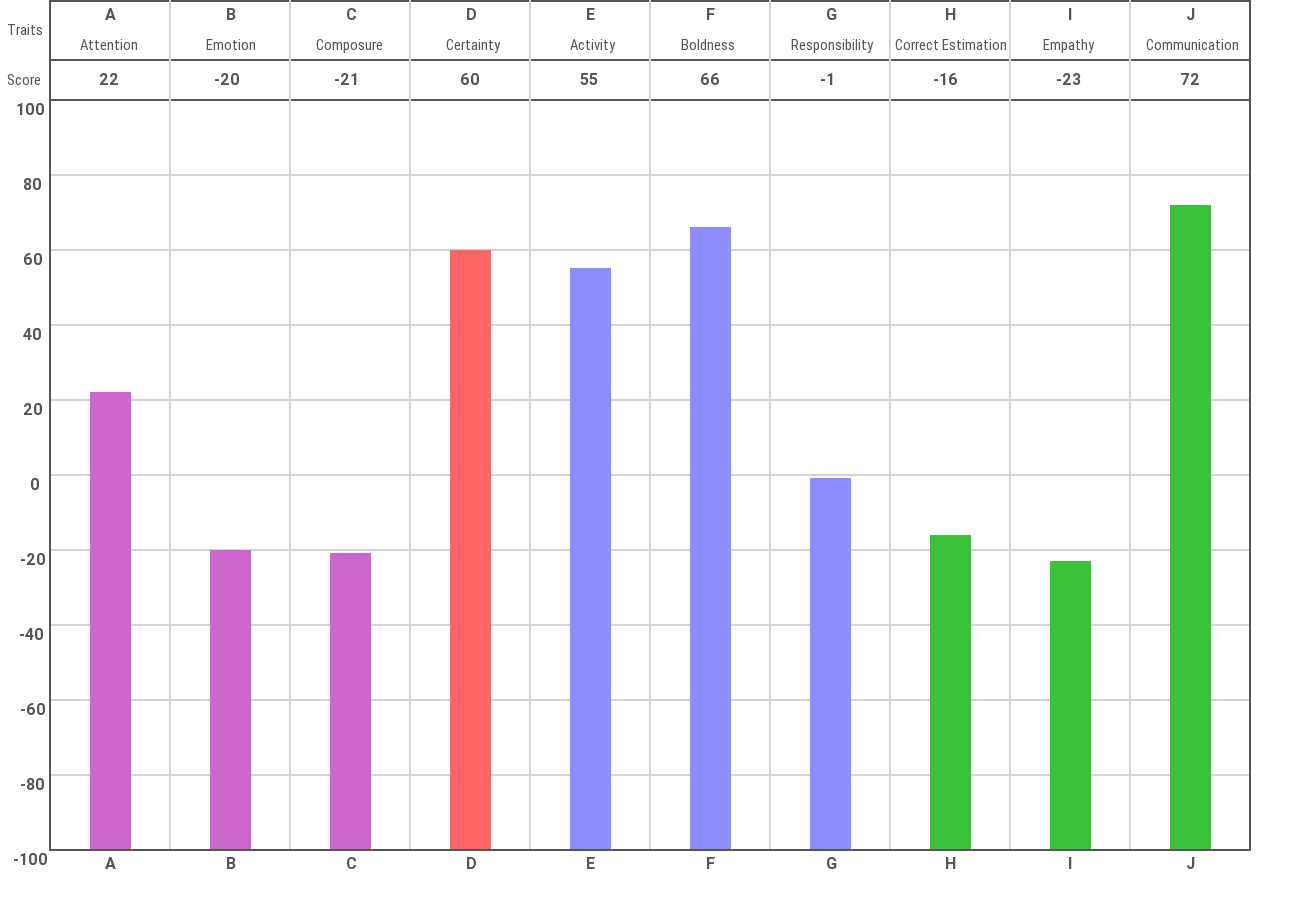 Traits A B C D E F G H I J
Attention Emotion Composure Certainty Activity Boldness Responsibility Correct Estimation Empathy Communication
Score 22 -20 -21 60 55 66 -1 -16 -23 72
100
80
60
40
20
0
-20
-40
-60
-80
-100
A B C D E F G H I J